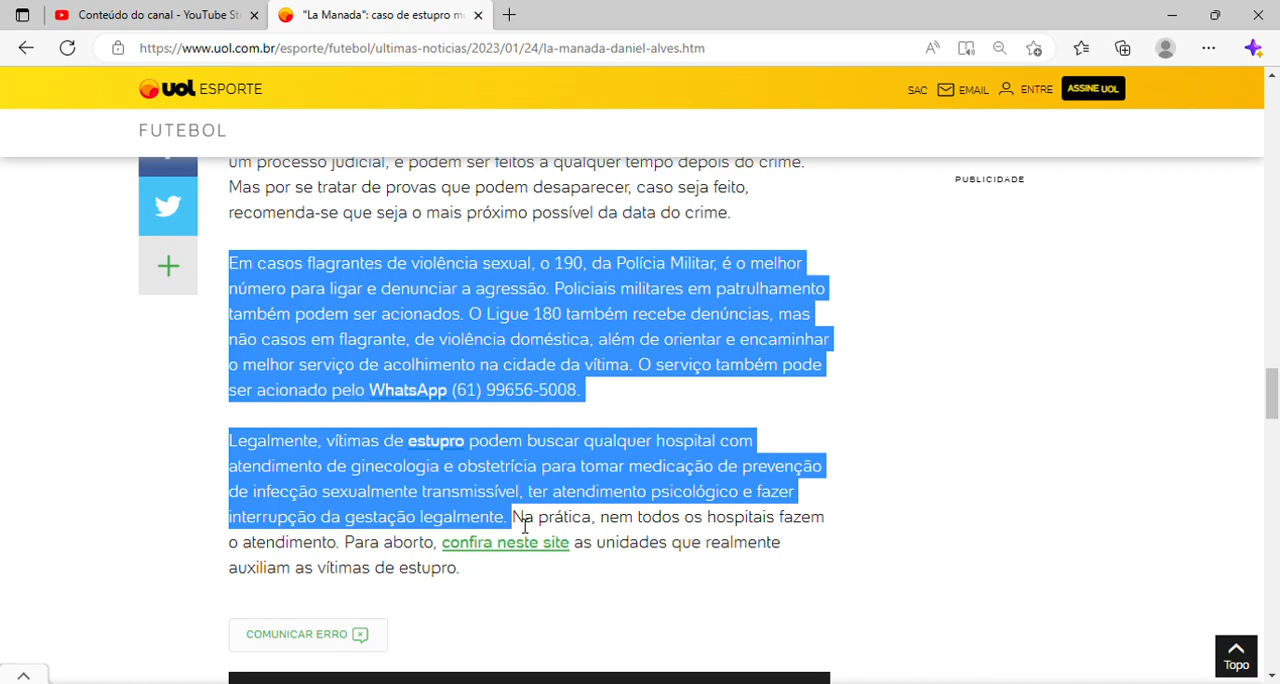 Conteúdo do canal - YouTube St
"La Manada": caso de estupro m
https://www.uol.com.br/esporte/futebol/ultimas-noticias/2023/01/24/la-manada-daniel-alves.htm
UOL ESPORTE
SAC EMAIL ENTRE ASSINE UOL
FUTEBOL
um processo judicial, e podem ser feitos a qualquer tempo depois do crime.
Mas por se tratar de provas que podem desaparecer, caso seja feito,
recomenda-se que seja o mais próximo possível da data do crime.
PUBLICIDADE
Em casos flagrantes de violência sexual, o 190, da Polícia Militar, é o melhor
número para ligar e denunciar a agressão. Policiais militares em patrulhamento
também podem ser acionados. O Ligue 180 também recebe denúncias, mas
não casos em flagrante, de violência doméstica, além de orientar e encaminhar
o melhor serviço de acolhimento na cidade da vítima. O serviço também pode
ser acionado pelo WhatsApp (61) 99656-5008.
Legalmente, vítimas de estupro podem buscar qualquer hospital com
atendimento de ginecologia e obstetrícia para tomar medicação de prevenção
de infecção sexualmente transmissível, ter atendimento psicológico e fazer
interrupção da gestação legalmente. Na prática, nem todos os hospitais fazem
o atendimento. Para aborto, confira neste site as unidades que realmente
auxiliam as vítimas de estupro.
COMUNICAR ERRO
Topo